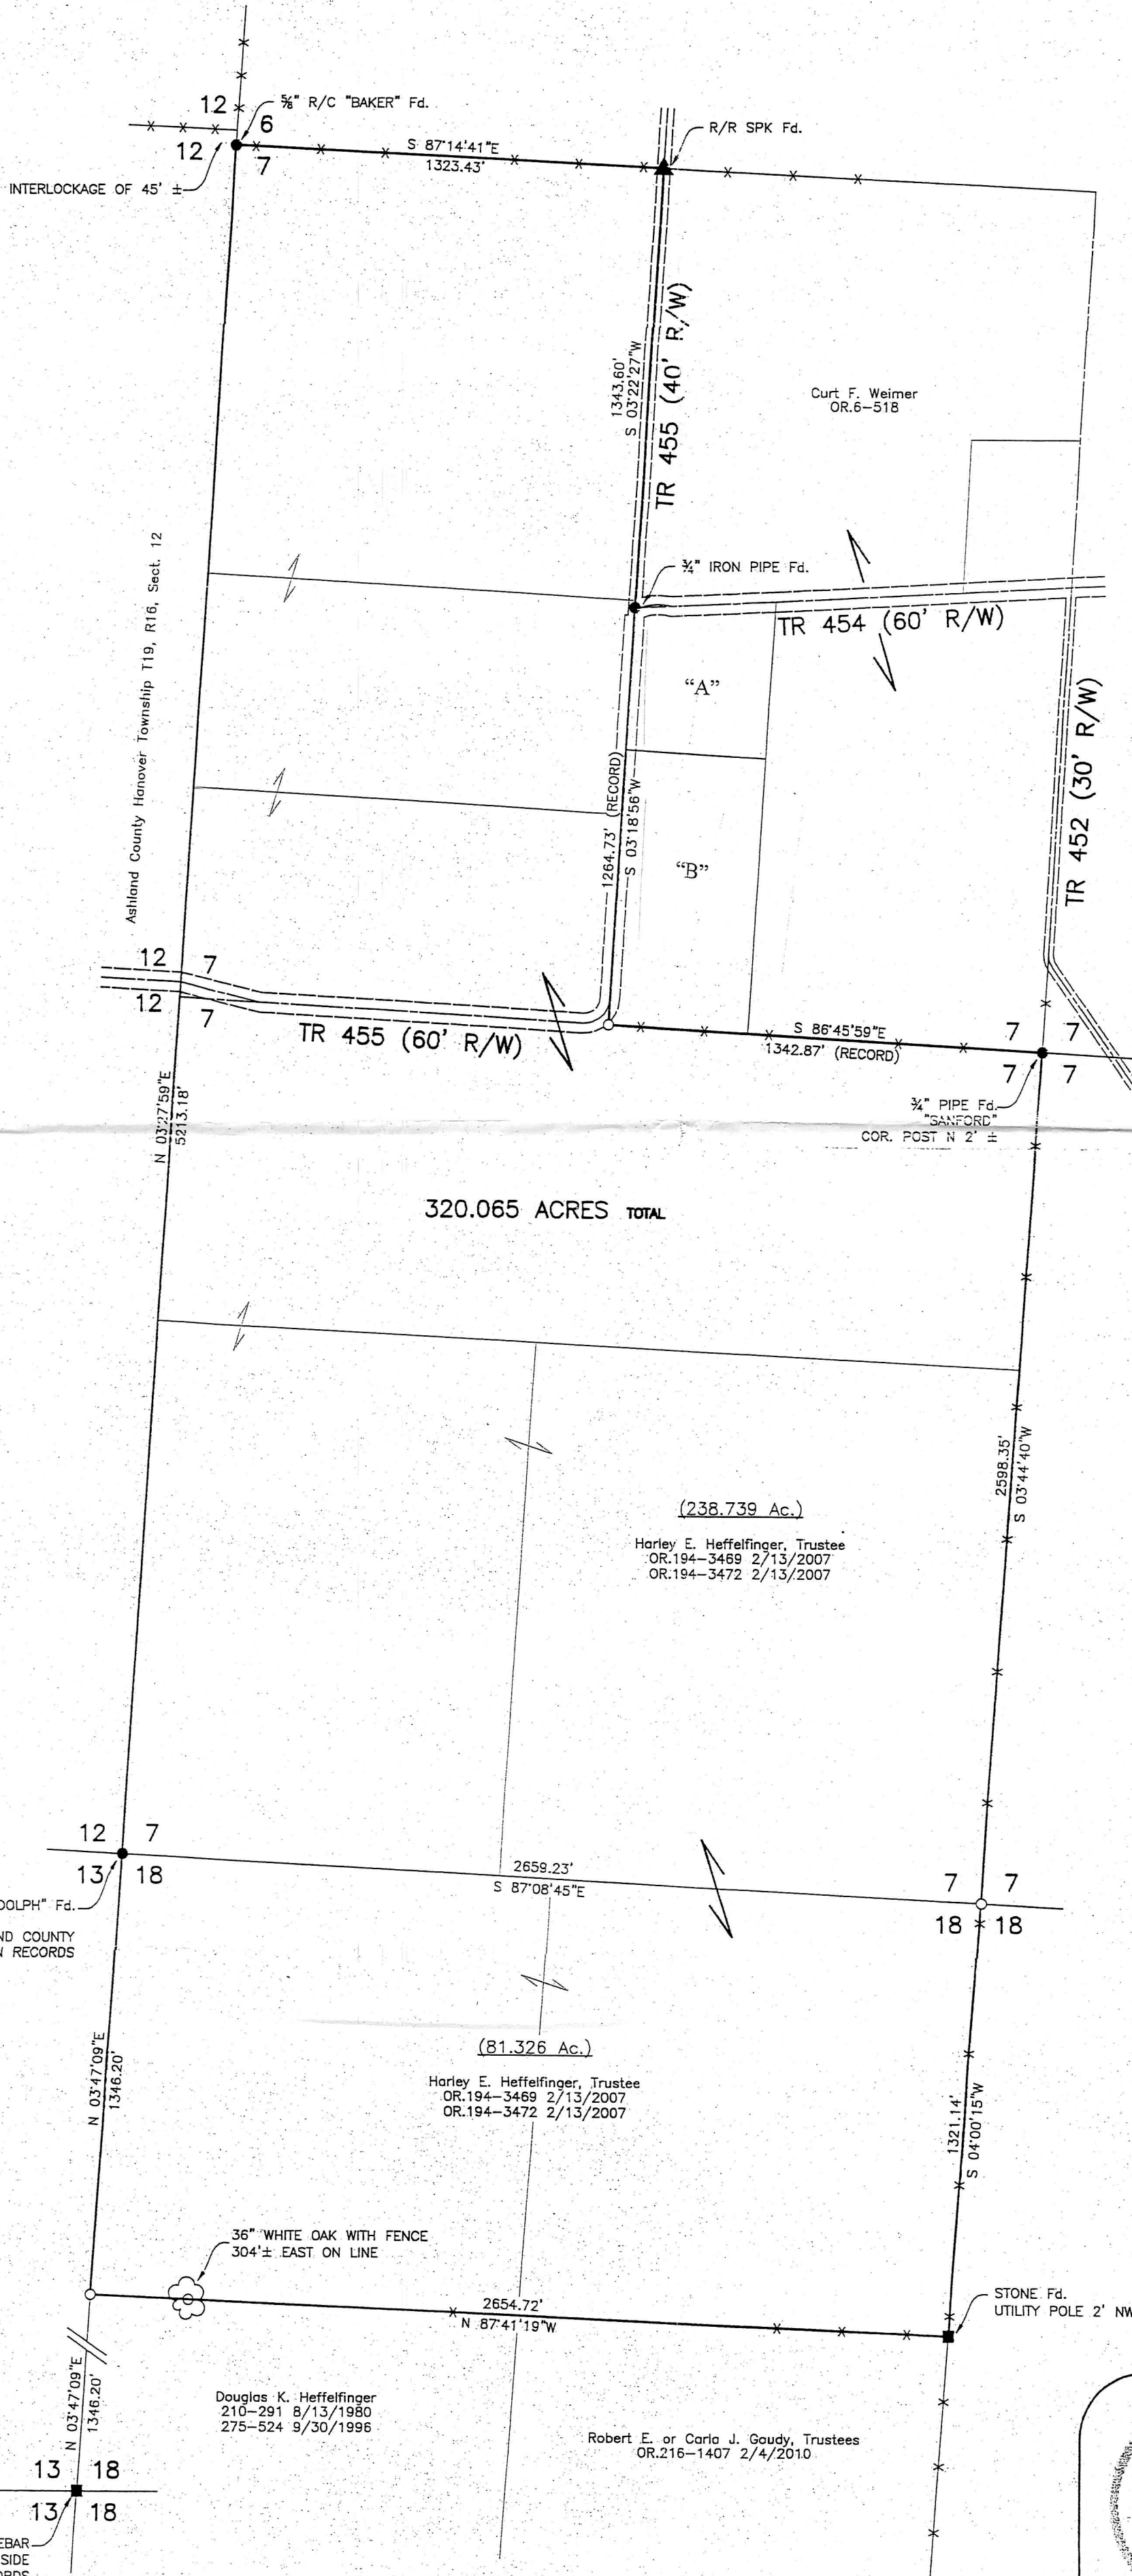 5/8" R/C "BAKER" Fd.
12
6
12
7
INTERLOCKAGE OF 45' ±
S 87°14'41"E
1323.43'
R/R SPK Fd.
1343.60'
S 03°22'27"W
TR 455 (40' R/W)
Curt F. Weimer
OR.6-518
Ashland County Hanover Township T19, R16, Sect. 12
3/4" IRON PIPE Fd.
TR 454 (60' R/W)
"A"
TR 452 (30' R/W)
1264.73' (RECORD)
S 03°18'56"W
"B"
12
7
12
7
TR 455 (60' R/W)
S 86°45'59"E
1342.87' (RECORD)
7
7
7
7
3/4" PIPE Fd.
"SANFORD"
COR. POST N 2' ±
N 03°27'59"E
5213.18'
320.065 ACRES TOTAL
2598.35'
S 03°44'40"W
(238.739 Ac.)
Harley E. Heffelfinger, Trustee
OR.194-3469 2/13/2007
OR.194-3472 2/13/2007
12
7
13
18
2659.23'
S 87°08'45"E
7
7
18
18
DOLPH" Fd.
ND COUNTY
N RECORDS
N 03°47'09"E
1346.20'
(81.326 Ac.)
Harley E. Heffelfinger, Trustee
OR.194-3469 2/13/2007
OR.194-3472 2/13/2007
1321.14'
S 04°00'15"W
36" WHITE OAK WITH FENCE
304'± EAST ON LINE
2654.72'
N 87°41'19"W
STONE Fd.
UTILITY POLE 2' NW
N 03°47'09"E
1346.20'
Douglas K. Heffelfinger
210-291 8/13/1980
275-524 9/30/1996
Robert E. or Carla J. Gaudy, Trustees
OR.216-1407 2/4/2010
13
18
13
18
EBAR
SIDE
ORDS